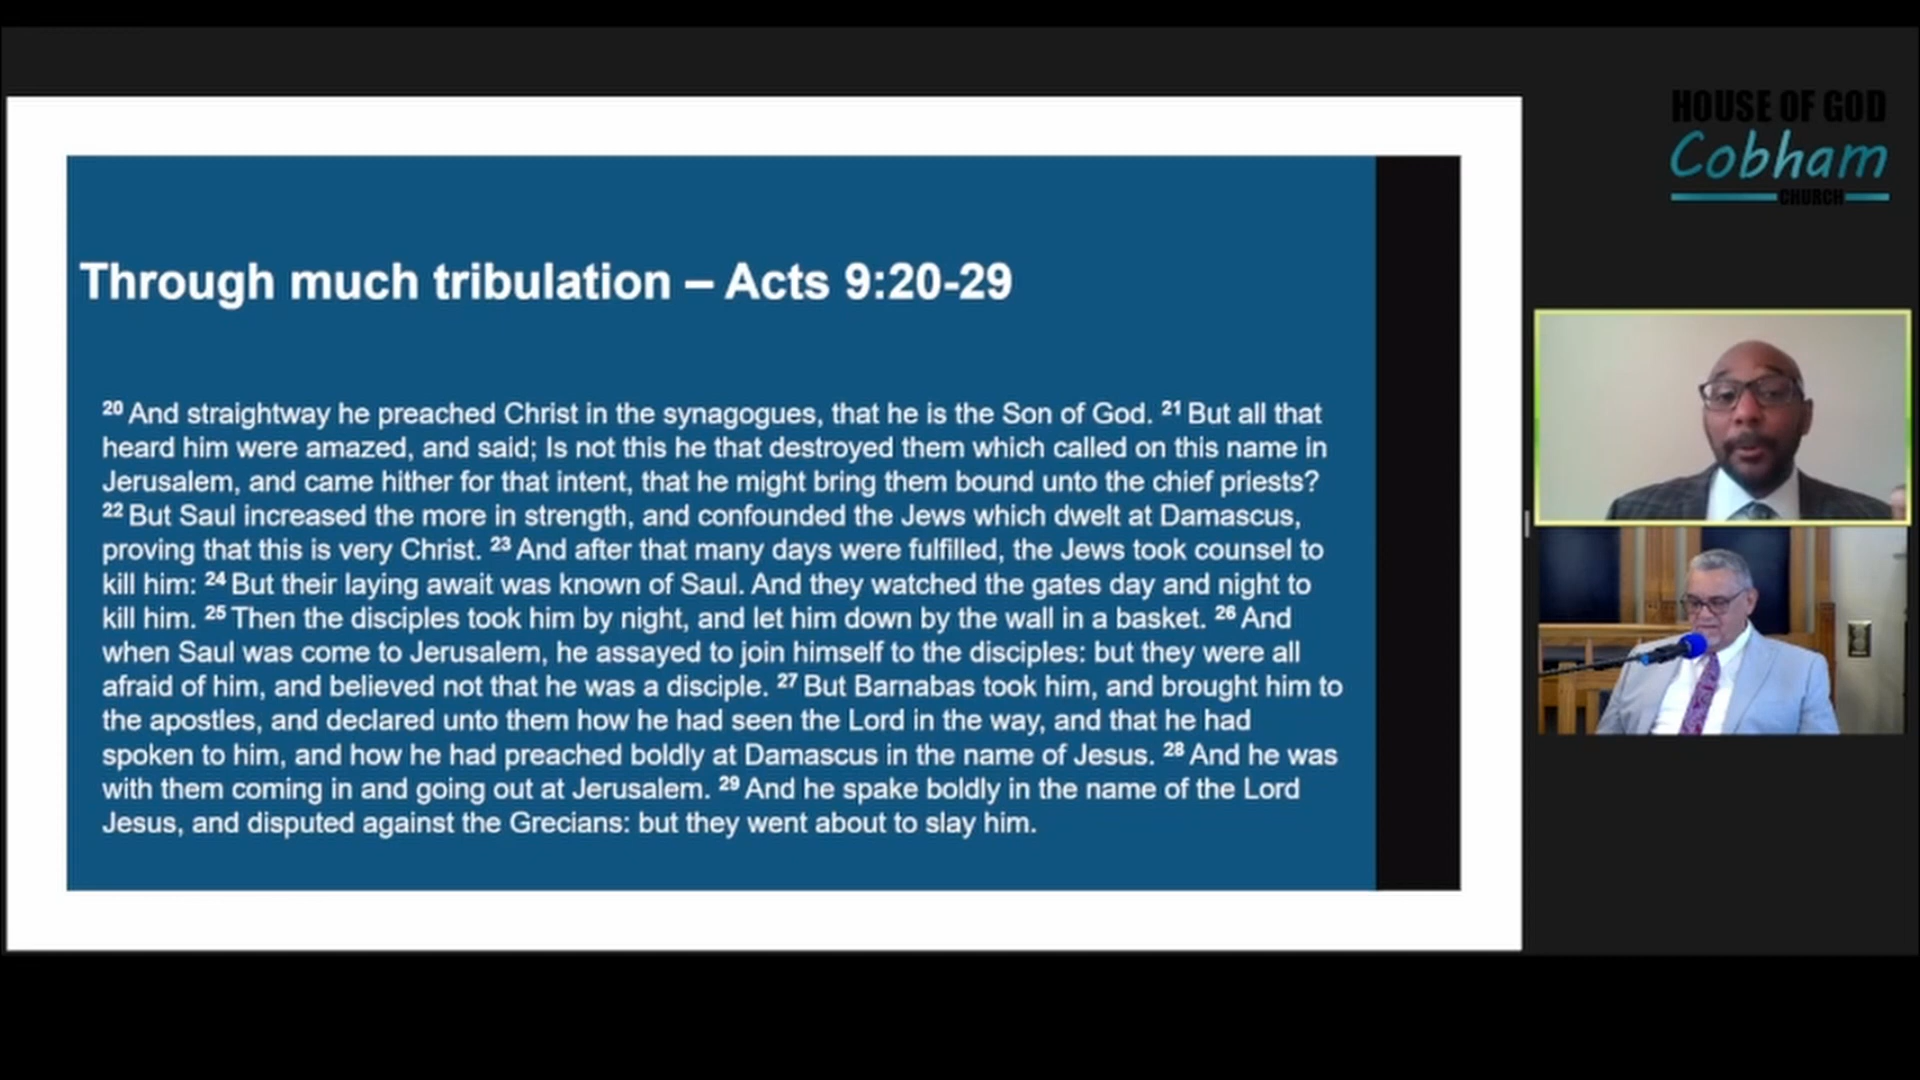 HOUSE OF GOD
Cobham
CHURCH
Through much tribulation – Acts 9:20-29
20 And straightway he preached Christ in the synagogues, that he is the Son of God. 21 But all that
heard him were amazed, and said; Is not this he that destroyed them which called on this name in
Jerusalem, and came hither for that intent, that he might bring them bound unto the chief priests?
22 But Saul increased the more in strength, and confounded the Jews which dwelt at Damascus,
proving that this is very Christ. 23 And after that many days were fulfilled, the Jews took counsel to
kill him: 24 But their laying await was known of Saul. And they watched the gates day and night to
kill him. 25 Then the disciples took him by night, and let him down by the wall in a basket. 26 And
when Saul was come to Jerusalem, he assayed to join himself to the disciples: but they were all
afraid of him, and believed not that he was a disciple. 27 But Barnabas took him, and brought him to
the apostles, and declared unto them how he had seen the Lord in the way, and that he had
spoken to him, and how he had preached boldly at Damascus in the name of Jesus. 28 And he was
with them coming in and going out at Jerusalem. 29 And he spake boldly in the name of the Lord
Jesus, and disputed against the Grecians: but they went about to slay him.